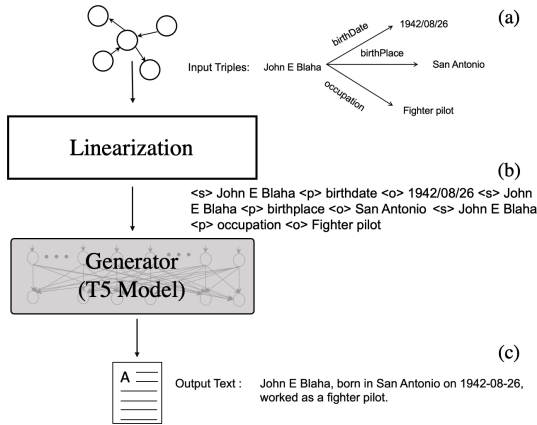 (a)
1942/08/26
birthDate
birthPlace
Input Triples: John E Blaha
San Antonio
occupation
Fighter pilot
Linearization
(b)
<s> John E Blaha <p> birthdate <o> 1942/08/26 <s> John
E Blaha <p> birthplace <o> San Antonio <s> John E Blaha
<p> occupation <o> Fighter pilot
Generator
(T5 Model)
(c)
A
Output Text : John E Blaha, born in San Antonio on 1942-08-26,
worked as a fighter pilot.